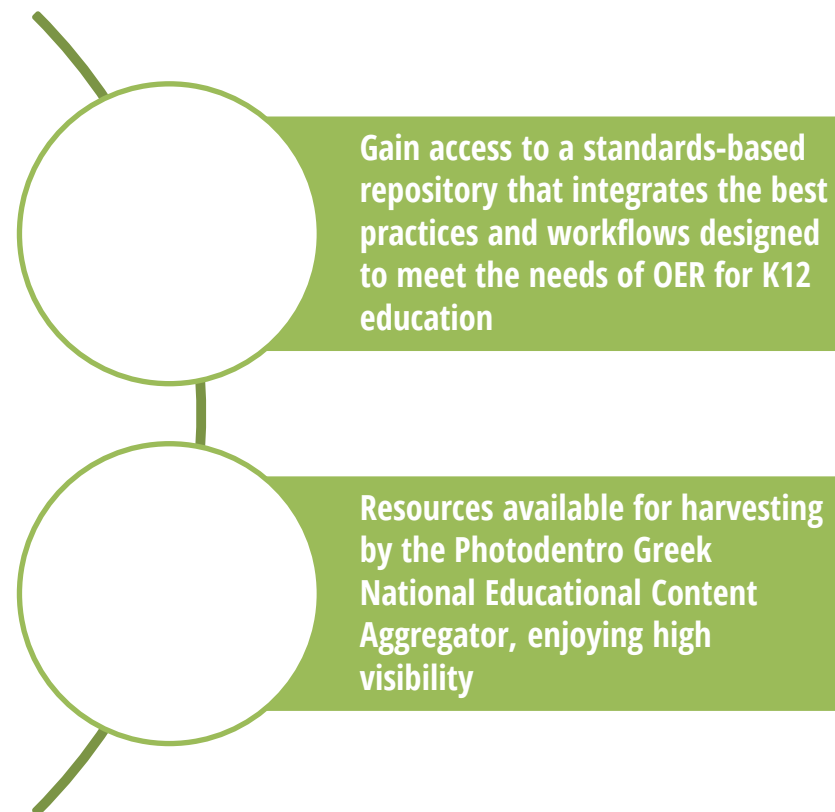 Gain access to a standards-based
repository that integrates the best
practices and workflows designed
to meet the needs of OER for K12
education
Resources available for harvesting
by the Photodentro Greek
National Educational Content
Aggregator, enjoying high
visibility